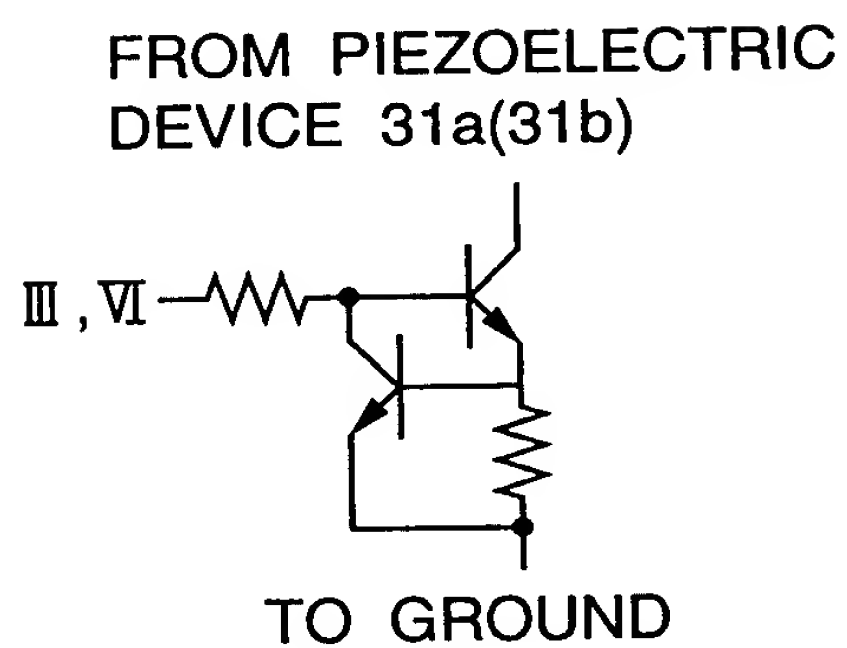 FROM PIEZOELECTRIC
DEVICE 31a(31b)
Ⅲ , Ⅵ
TO GROUND